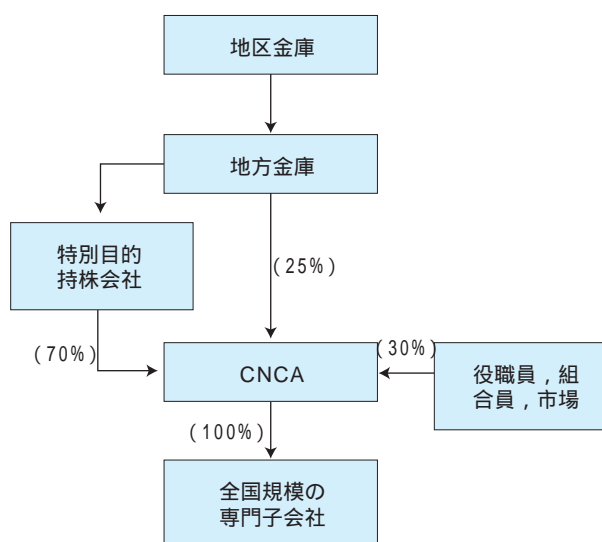 地区金庫
地方金庫
特別目的
持株会社
(25%)
(70%)
CNCA
(30%)
役職員，組
合員，市場
(100%)
全国規模の
専門子会社